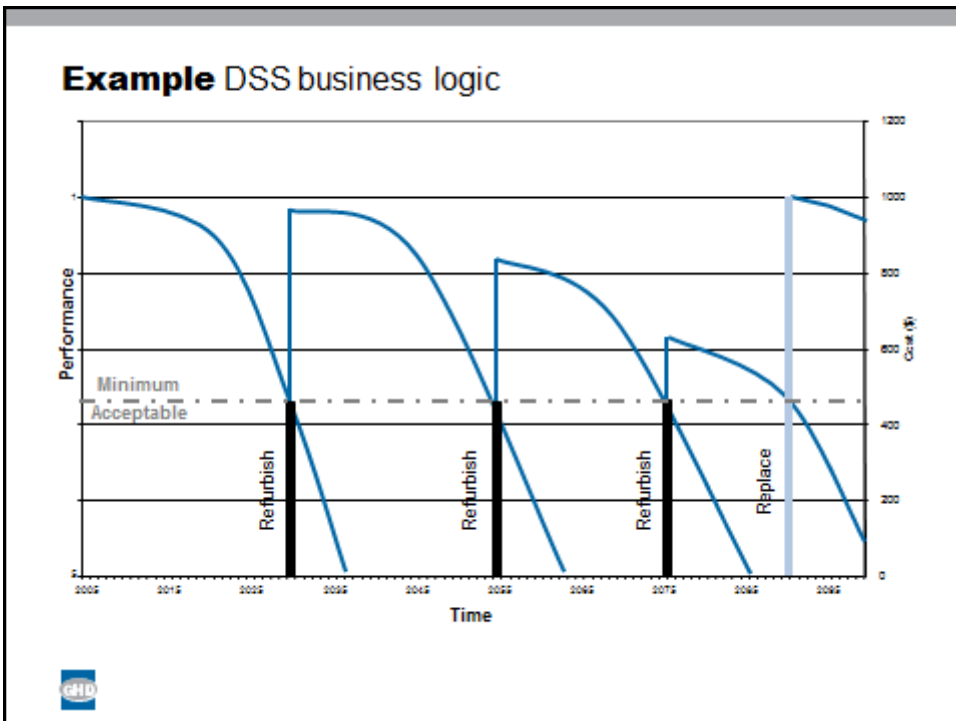 Example DSS business logic
1200
1
1000
Performance
800
Cost ($)
600
Minimum
Acceptable
400
Refurbish
Refurbish
Refurbish
Replace
200
5
0
2005 2015 2025 2035 2045 2055 2065 2075 2085 2095
Time
GHD